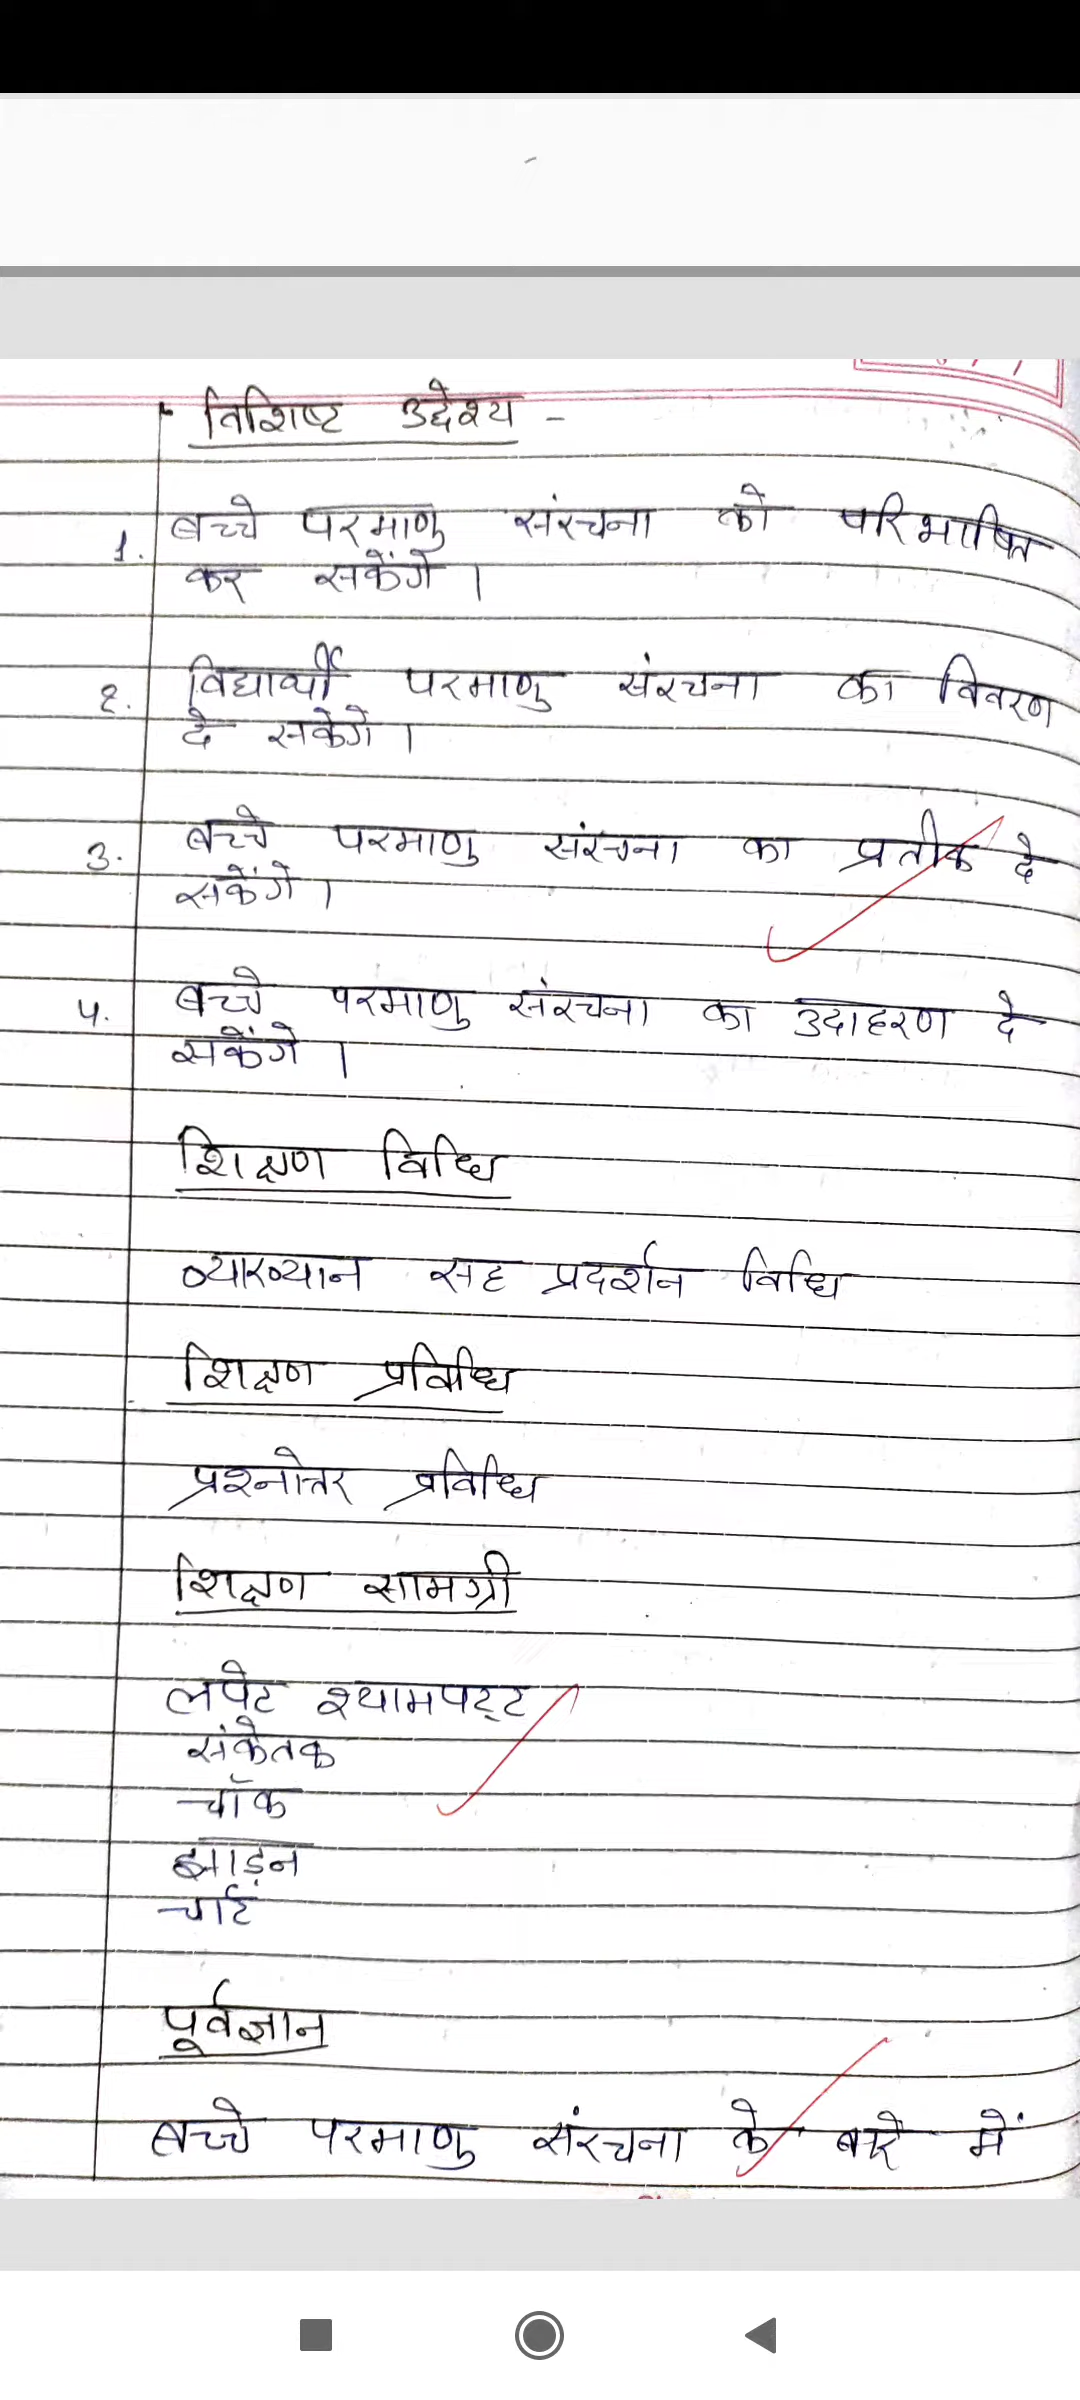 विशिष्ट उद्देश्य -
1. बच्चे परमाणु संरचना को परिभाषित
कर सकेंगे ।
2. विद्यार्थी परमाणु संरचना का विवरण
दे सकेगें ।
3. बच्चे परमाणु संरचना का प्रतीक दे
सकेंगे ।
4. बच्चे परमाणु संरचना का उदाहरण दे
सकेंगे ।
शिक्षण विधि
व्याख्यान सह प्रदर्शन विधि
शिक्षण प्रविधि
प्रश्नोत्तर प्रविधि
शिक्षण सामग्री
लपेट श्यामपट्ट
संकेतक
चॉक
झाड़न
चार्ट
पूर्वज्ञान
बच्चे परमाणु संरचना के बारे में